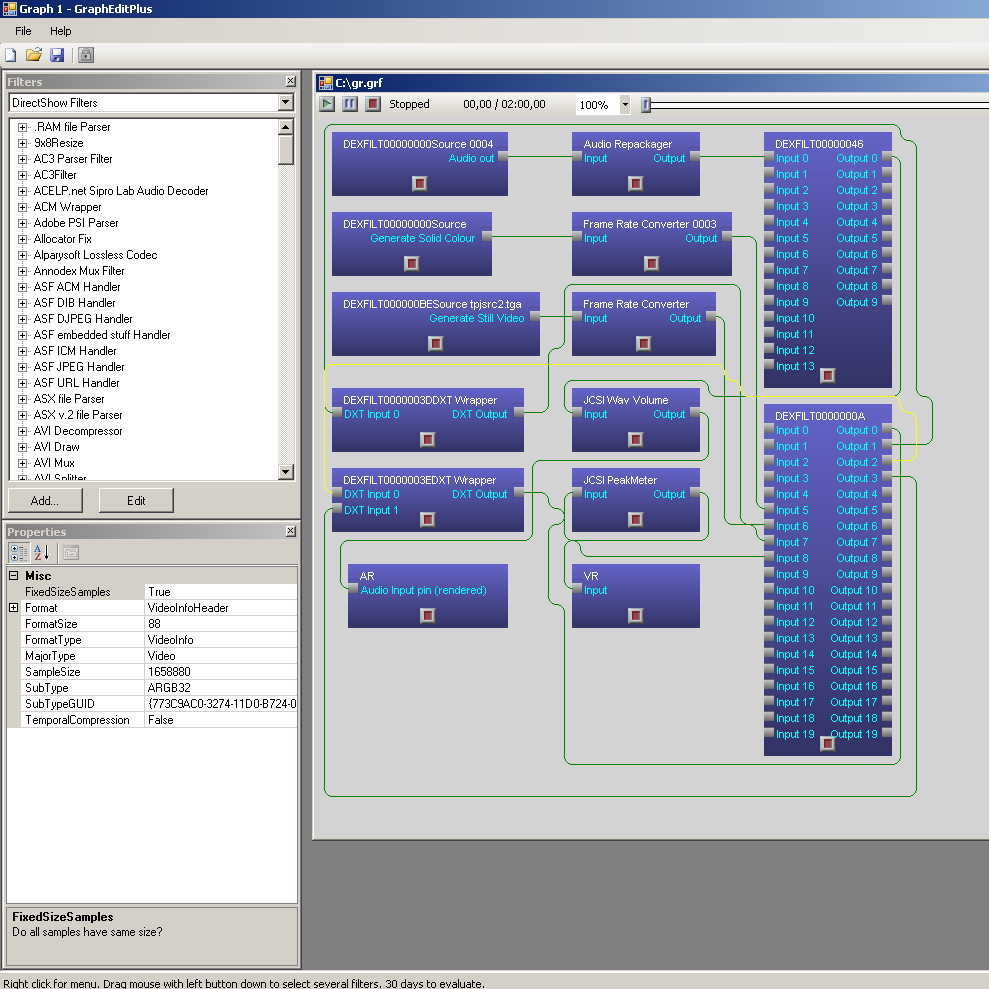 Graph 1 - GraphEditPlus
File Help
Filters
DirectShow Filters
.RAM file Parser
9x8Resize
AC3 Parser Filter
AC3Filter
ACELP.net Sipro Lab Audio Decoder
ACM Wrapper
Adobe PSI Parser
Allocator Fix
Alparysoft Lossless Codec
Annodex Mux Filter
ASF ACM Handler
ASF DIB Handler
ASF DJPEG Handler
ASF embedded stuff Handler
ASF ICM Handler
ASF JPEG Handler
ASF URL Handler
ASX file Parser
ASX v.2 file Parser
AVI Decompressor
AVI Draw
AVI Mux
AVI Splitter
Add... Edit
Properties
Misc
FixedSizeSamples True
Format VideoInfoHeader
FormatSize 88
FormatType VideoInfo
MajorType Video
SampleSize 1658880
SubType ARGB32
SubTypeGUID {773C9AC0-3274-11D0-B724-0
TemporalCompression False
FixedSizeSamples
Do all samples have same size?
C:\gr.grf
Stopped 00,00 / 02:00,00 100%
DEXFILT00000000Source 0004
Audio out
Audio Repackager
Input Output
DEXFILT00000046
Input 0 Output 0
Input 1 Output 1
Input 2 Output 2
Input 3 Output 3
Input 4 Output 4
Input 5 Output 5
Input 6 Output 6
Input 7 Output 7
Input 8 Output 8
Input 9 Output 9
Input 10
Input 11
Input 12
Input 13
DEXFILT00000000Source
Generate Solid Colour
Frame Rate Converter 0003
Input Output
DEXFILT000000BESource tpjsrc2.tga
Generate Still Video
Frame Rate Converter
Input Output
DEXFILT0000003DDXT Wrapper
DXT Input 0 DXT Output
JCSI Wav Volume
Input Output
DEXFILT0000000A
Input 0 Output 0
Input 1 Output 1
Input 2 Output 2
Input 3 Output 3
Input 4 Output 4
Input 5 Output 5
Input 6 Output 6
Input 7 Output 7
Input 8 Output 8
Input 9 Output 9
Input 10 Output 10
Input 11 Output 11
Input 12 Output 12
Input 13 Output 13
Input 14 Output 14
Input 15 Output 15
Input 16 Output 16
Input 17 Output 17
Input 18 Output 18
Input 19 Output 19
DEXFILT0000003EDXT Wrapper
DXT Input 0 DXT Output
DXT Input 1
JCSI PeakMeter
Input Output
AR
Audio Input pin (rendered)
VR
Input
Right click for menu. Drag mouse with left button down to select several filters. 30 days to evaluate.